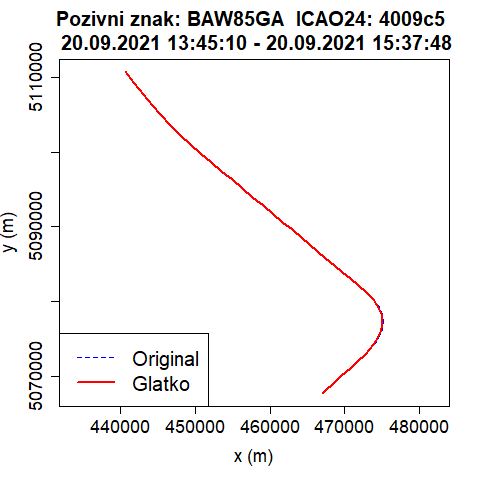 Pozivni znak: BAW85GA  ICAO24: 4009c5
20.09.2021 13:45:10 - 20.09.2021 15:37:48
5110000
5090000
5070000
y (m)
Original
Glatko
440000
450000
460000
470000
480000
x (m)